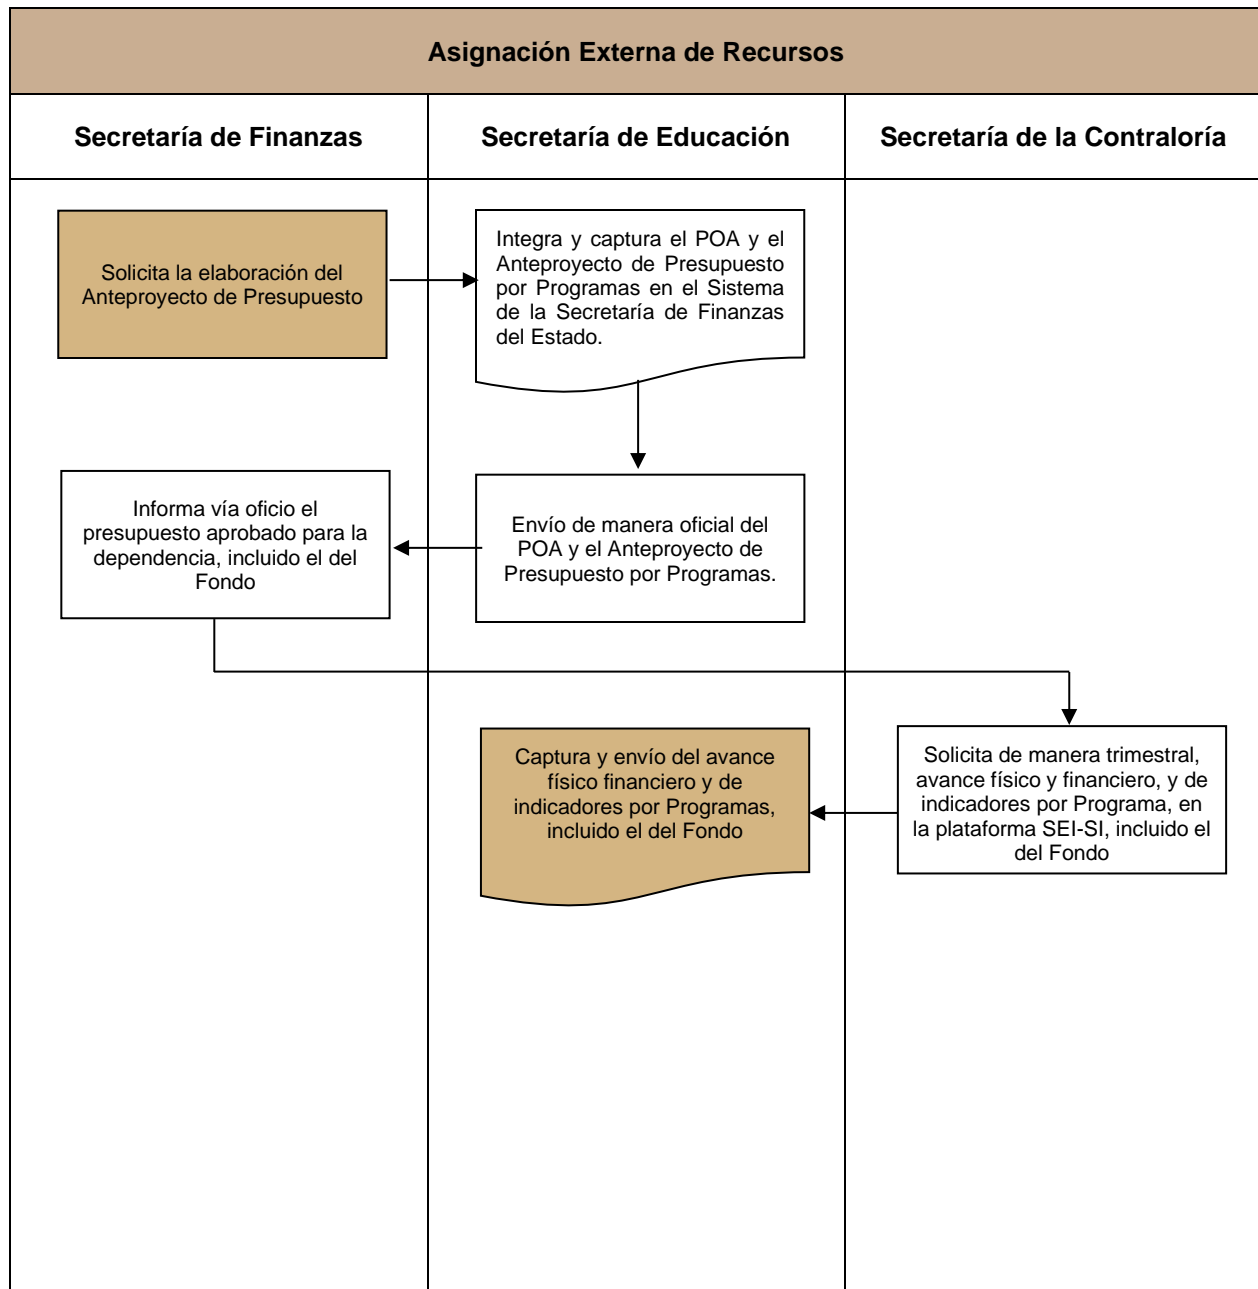 Asignación Externa de Recursos
Secretaría de Finanzas
Secretaría de Educación
Secretaría de la Contraloría
Solicita la elaboración del
Anteproyecto de Presupuesto
Integra y captura el POA y el
Anteproyecto de Presupuesto
por Programas en el Sistema
de la Secretaría de Finanzas
del Estado.
Informa vía oficio el
presupuesto aprobado para la
dependencia, incluido el del
Fondo
Envío de manera oficial del
POA y el Anteproyecto de
Presupuesto por Programas.
Captura y envío del avance
físico financiero y de
indicadores por Programas,
incluido el del Fondo
Solicita de manera trimestral,
avance físico y financiero, y de
indicadores por Programa, en
la plataforma SEI-SI, incluido el
del Fondo